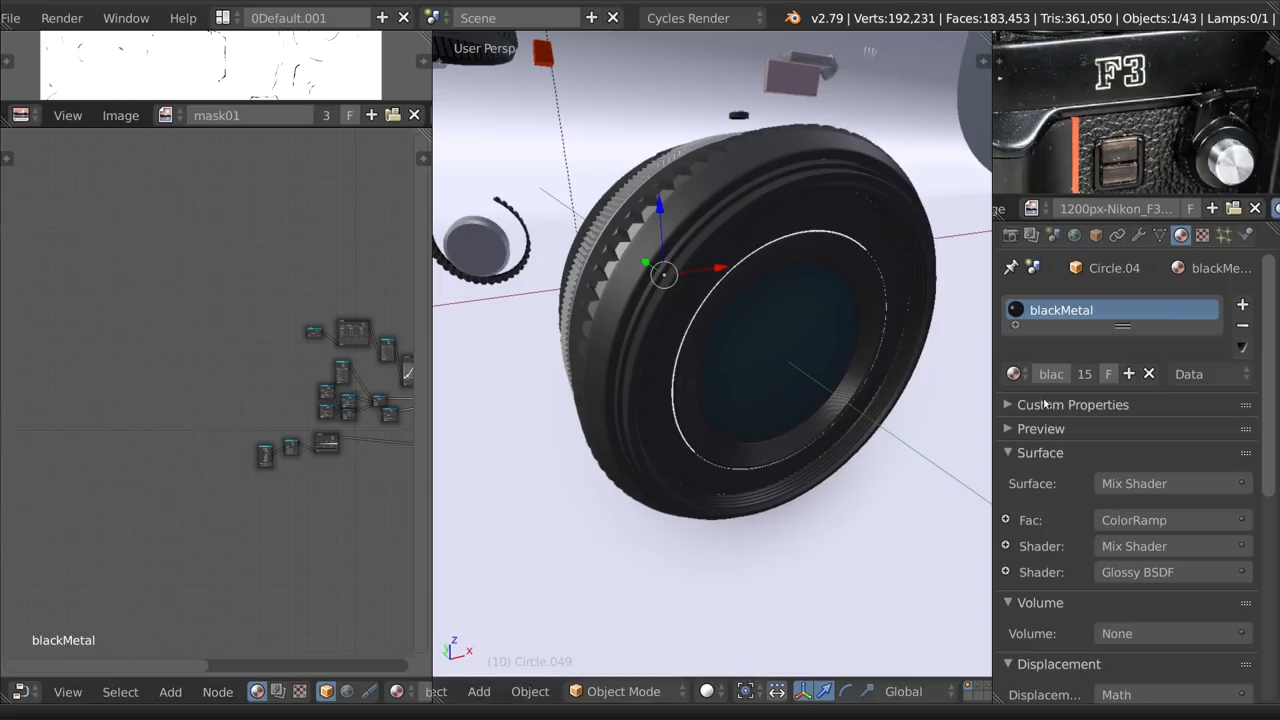 File Render Window Help 0Default.001 Scene Cycles Render v2.79 | Verts:192,231 | Faces:183,453 | Tris:361,050 | Objects:1/43 | Lamps:0/1 |
User Persp
F3
View Image mask01 3 F
ge 1200px-Nikon_F3... F
Circle.04 blackMe...
blackMetal
blac 15 F Data
Custom Properties
Preview
Surface
Surface: Mix Shader
Fac: ColorRamp
Shader: Mix Shader
Shader: Glossy BSDF
Volume
Volume: None
Displacement
Displacem... Math
blackMetal
z
y x
(10) Circle.049
View Select Add Node
ect Add Object Object Mode Global